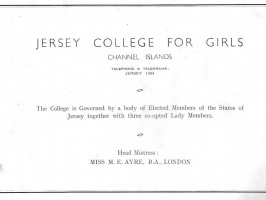 JERSEY COLLEGE FOR GIRLS
CHANNEL ISLANDS
TELEPHONE & TELEGRAMS:
JERSEY 1524
The College is Governed by a body of Elected Members of the States of
Jersey together with three co-opted Lady Members.
Head Mistress:
MISS M. E. AYRE, B.A., LONDON